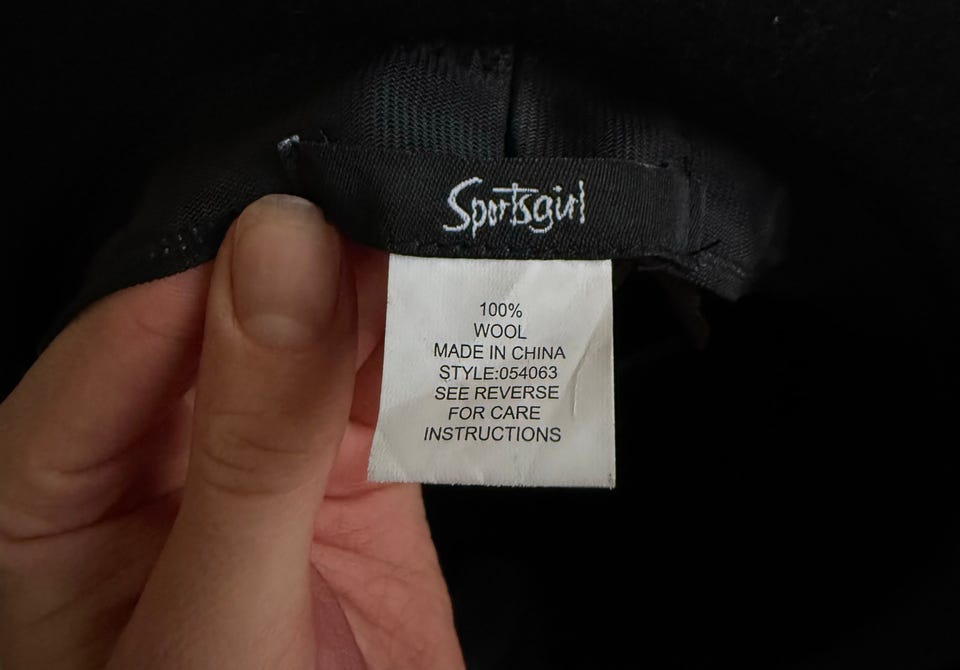 Sportsgirl
100%
WOOL
MADE IN CHINA
STYLE:054063
SEE REVERSE
FOR CARE
INSTRUCTIONS